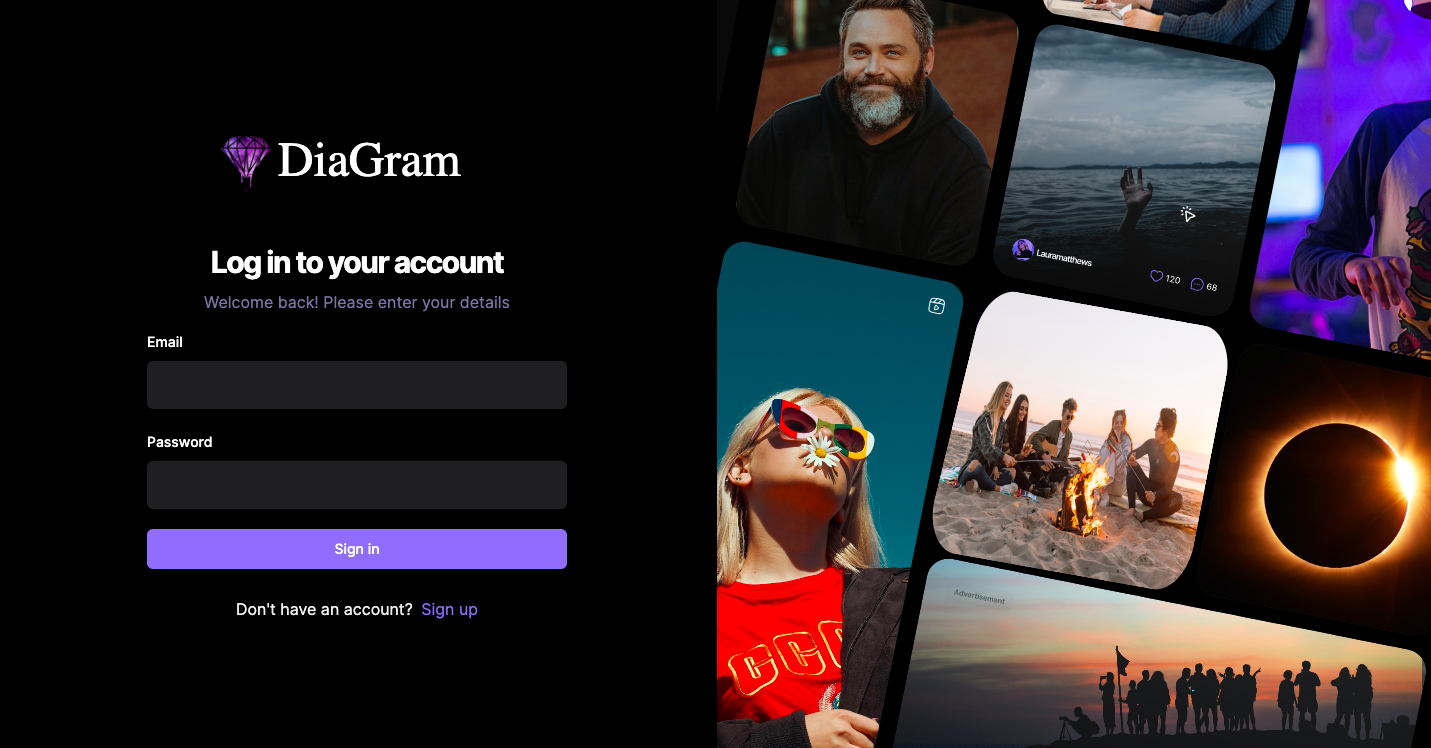 DiaGram
Log in to your account
Welcome back! Please enter your details
Email
Password
Sign in
Don't have an account? Sign up
Lauramatthews
120
68
Advertisement